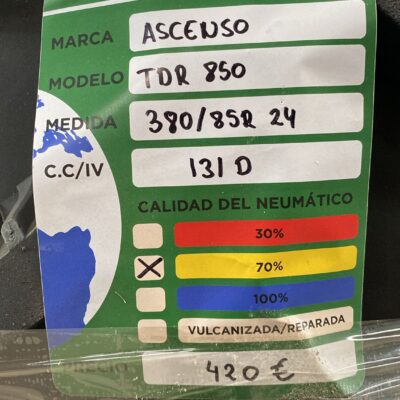 MARCA ASCENSO
MODELO TDR 850
MEDIDA 380/85R 24
C.C/IV 131 D
CALIDAD DEL NEUMÁTICO
30%
X 70%
100%
VULCANIZADA/REPARADA
PRECIO 420 €